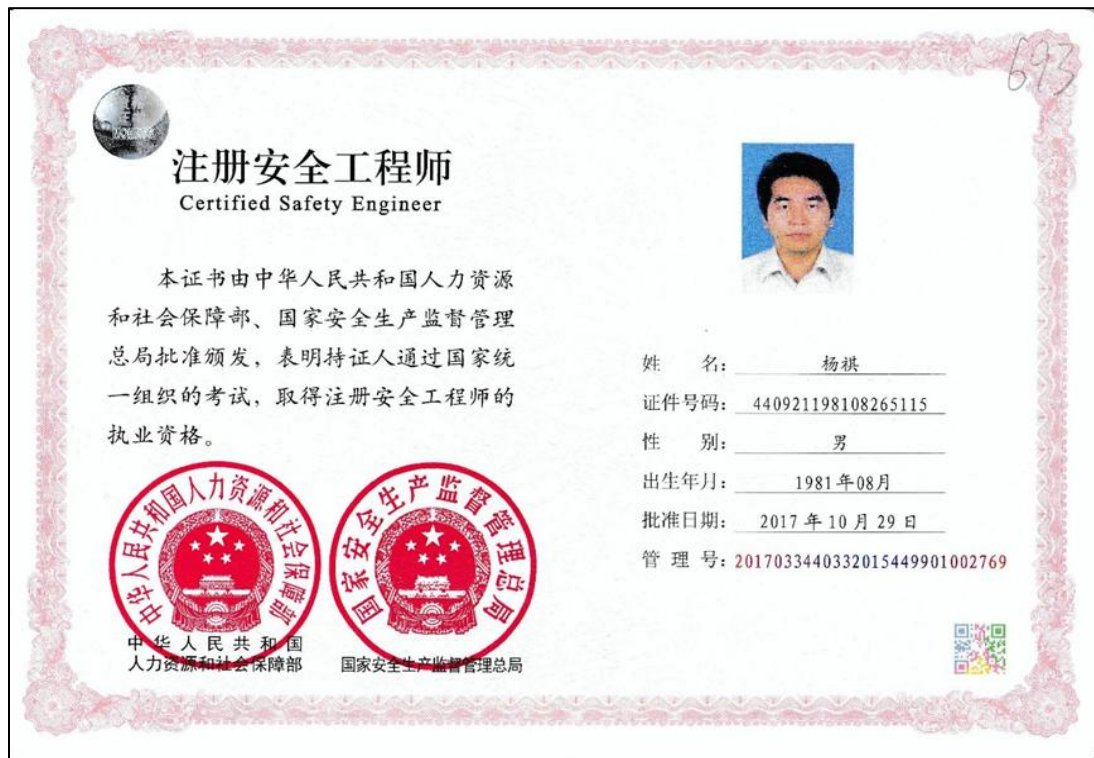 693
注册安全工程师
Certified Safety Engineer
本证书由中华人民共和国人力资源
和社会保障部、国家安全生产监督管理
总局批准颁发，表明持证人通过国家统
一组织的考试，取得注册安全工程师的
执业资格。
中华人民共和国人力资源和社会保障部
国家安全生产监督管理总局
中华人民共和国
人力资源和社会保障部
国家安全生产监督管理总局
姓 名： 杨祺
证件号码： 440921198108265115
性 别： 男
出生年月： 1981年08月
批准日期： 2017年10月29日
管 理 号：2017033440332015449901002769